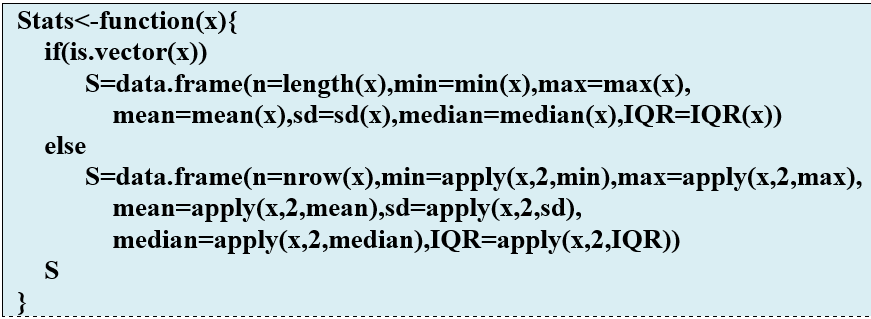 Stats<-function(x){
if(is.vector(x))
S=data.frame(n=length(x),min=min(x),max=max(x),
mean=mean(x),sd=sd(x),median=median(x),IQR=IQR(x))
else
S=data.frame(n=nrow(x),min=apply(x,2,min),max=apply(x,2,max),
mean=apply(x,2,mean),sd=apply(x,2,sd),
median=apply(x,2,median),IQR=apply(x,2,IQR))
S
}